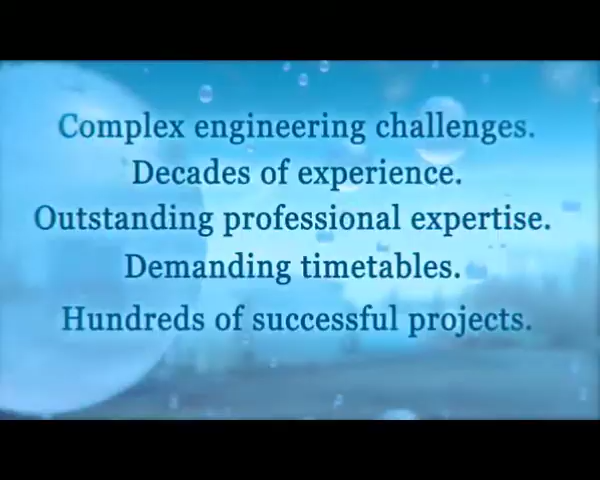 Complex engineering challenges.
Decades of experience.
Outstanding professional expertise.
Demanding timetables.
Hundreds of successful projects.